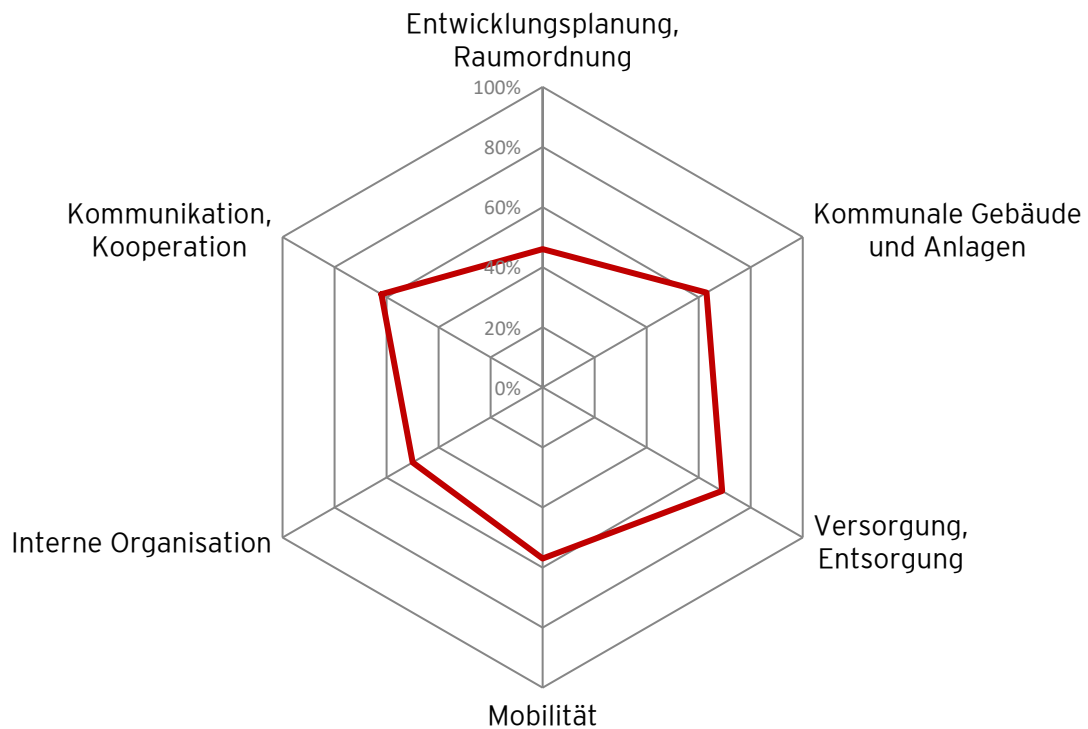 Entwicklungsplanung,
Raumordnung
100%
80%
60%
40%
20%
0%
Kommunale Gebäude
und Anlagen
Versorgung,
Entsorgung
Mobilität
Interne Organisation
Kommunikation,
Kooperation